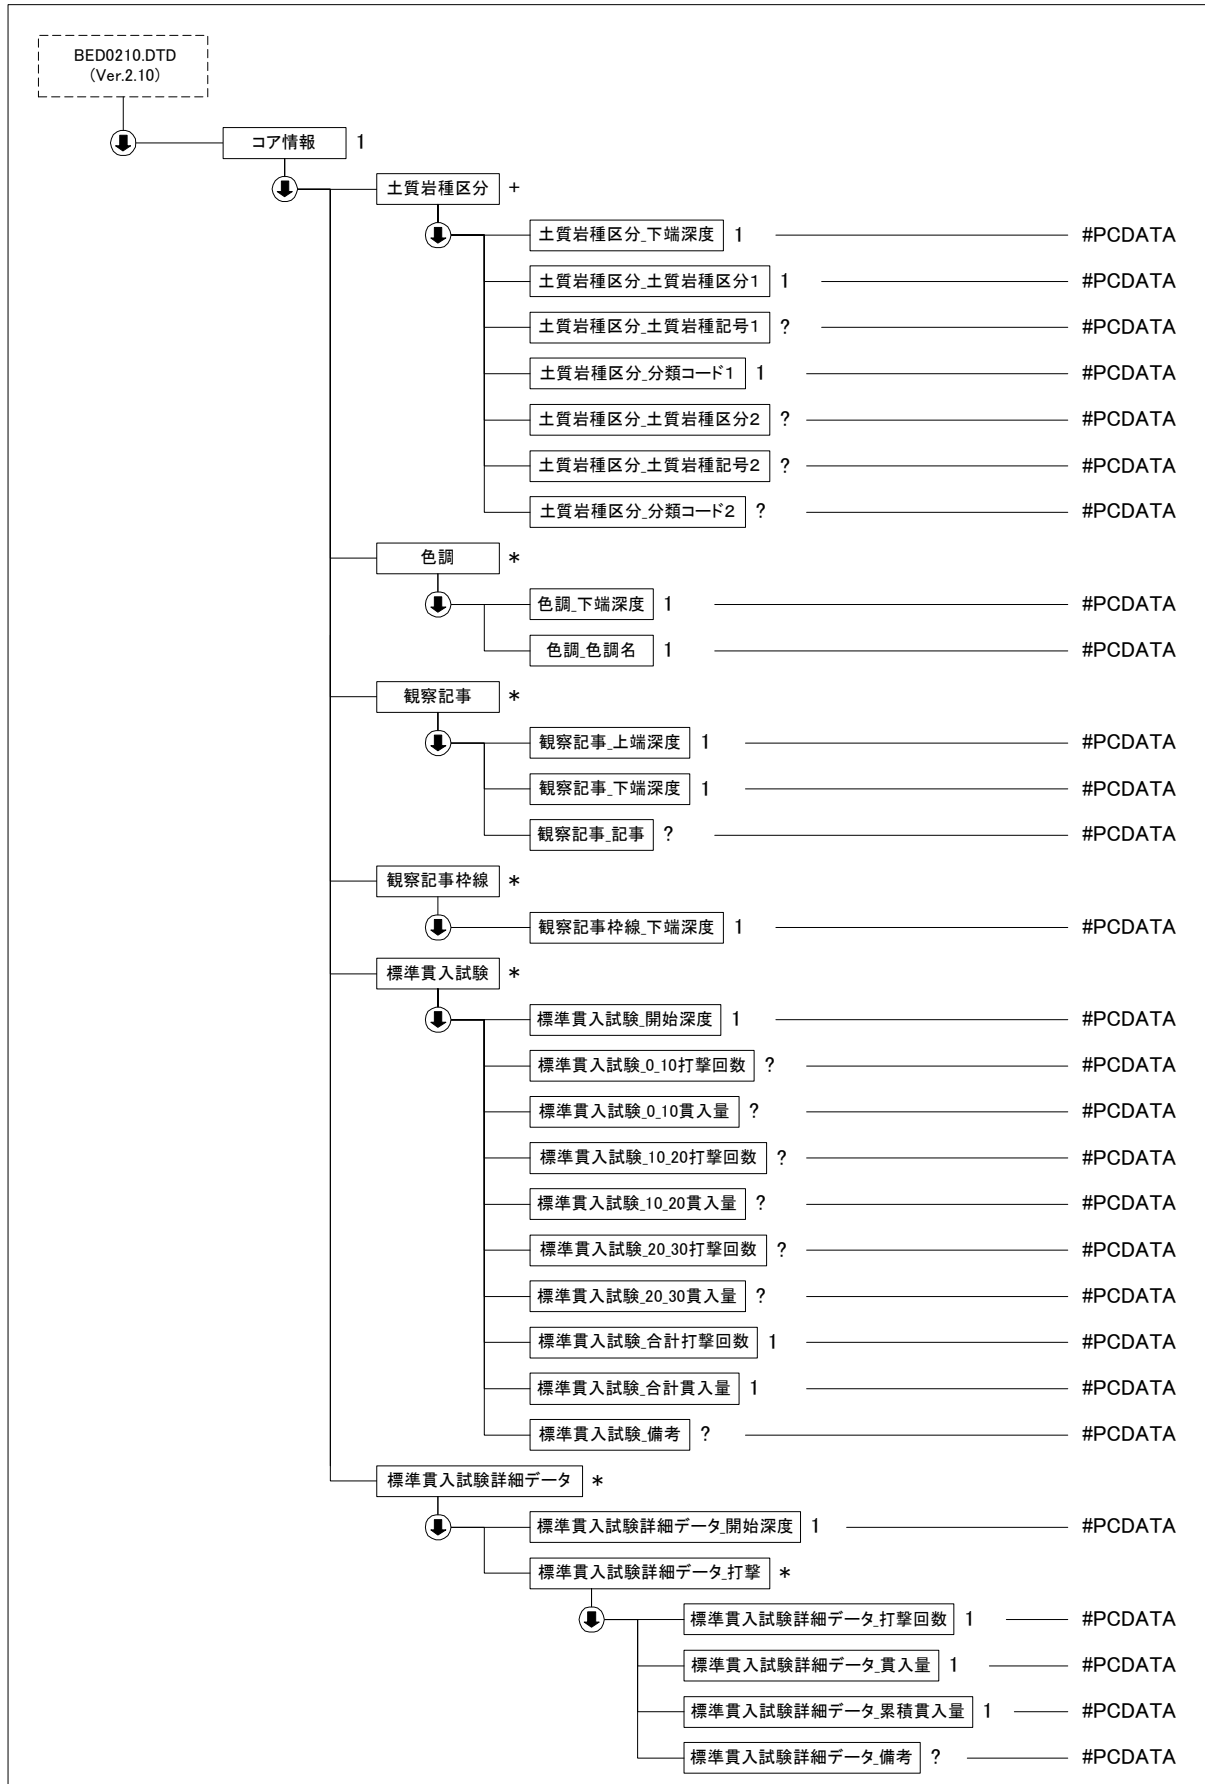 BED0210.DTD
(Ver.2.10)
コア情報 1
土質岩種区分 +
土質岩種区分_下端深度 1 #PCDATA
土質岩種区分_土質岩種区分1 1 #PCDATA
土質岩種区分_土質岩種記号1 ? #PCDATA
土質岩種区分_分類コード1 1 #PCDATA
土質岩種区分_土質岩種区分2 ? #PCDATA
土質岩種区分_土質岩種記号2 ? #PCDATA
土質岩種区分_分類コード2 ? #PCDATA
色調 *
色調_下端深度 1 #PCDATA
色調_色調名 1 #PCDATA
観察記事 *
観察記事_上端深度 1 #PCDATA
観察記事_下端深度 1 #PCDATA
観察記事_記事 ? #PCDATA
観察記事枠線 *
観察記事枠線_下端深度 1 #PCDATA
標準貫入試験 *
標準貫入試験_開始深度 1 #PCDATA
標準貫入試験_0_10打撃回数 ? #PCDATA
標準貫入試験_0_10貫入量 ? #PCDATA
標準貫入試験_10_20打撃回数 ? #PCDATA
標準貫入試験_10_20貫入量 ? #PCDATA
標準貫入試験_20_30打撃回数 ? #PCDATA
標準貫入試験_20_30貫入量 ? #PCDATA
標準貫入試験_合計打撃回数 1 #PCDATA
標準貫入試験_合計貫入量 1 #PCDATA
標準貫入試験_備考 ? #PCDATA
標準貫入試験詳細データ *
標準貫入試験詳細データ_開始深度 1 #PCDATA
標準貫入試験詳細データ_打撃 *
標準貫入試験詳細データ_打撃回数 1 #PCDATA
標準貫入試験詳細データ_貫入量 1 #PCDATA
標準貫入試験詳細データ_累積貫入量 1 #PCDATA
標準貫入試験詳細データ_備考 ? #PCDATA